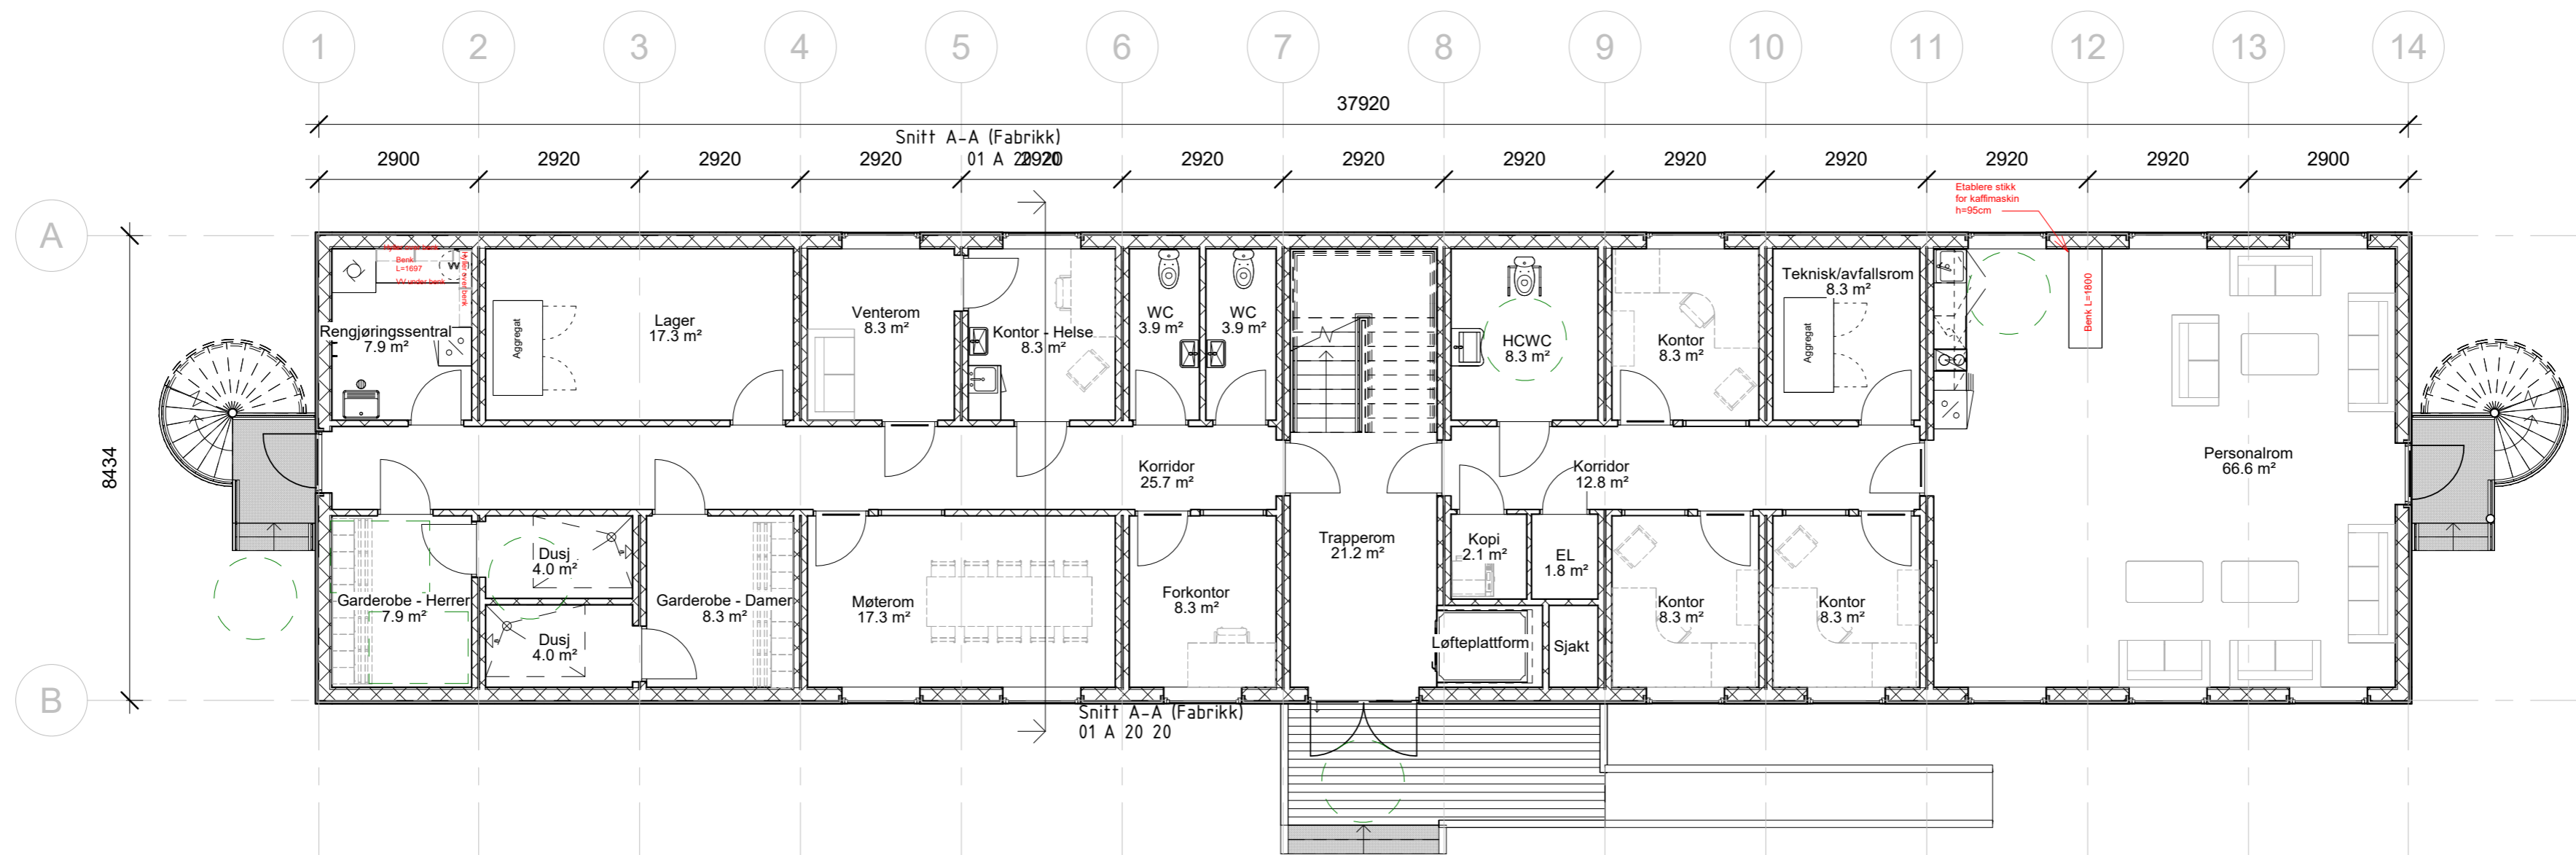 1 2 3 4 5 6 7 8 9 10 11 12 13 14
37920
Snitt A-A (Fabrikk)
01 A 20 20
2900 2920 2920 2920 2920 2920 2920 2920 2920 2920 2920 2920 2900
Etablere stikk
for kaffimaskin
h=95cm
A
B
8434
Benk
L=1697
VV under benk
Rengjøringssentral
7.9 m²
Aggregat
Lager
17.3 m²
Venterom
8.3 m²
Kontor - Helse
8.3 m²
WC
3.9 m²
WC
3.9 m²
HCWC
8.3 m²
Kontor
8.3 m²
Teknisk/avfallsrom
8.3 m²
Aggregat
Benk L=1800
Personalrom
66.6 m²
Korridor
25.7 m²
Korridor
12.8 m²
Trapperom
21.2 m²
Garderobe - Herrer
7.9 m²
Dusj
4.0 m²
Dusj
4.0 m²
Garderobe - Damer
8.3 m²
Møterom
17.3 m²
Forkontor
8.3 m²
Kopi
2.1 m²
EL
1.8 m²
Løfteplattform
Sjakt
Kontor
8.3 m²
Kontor
8.3 m²
Snitt A-A (Fabrikk)
01 A 20 20